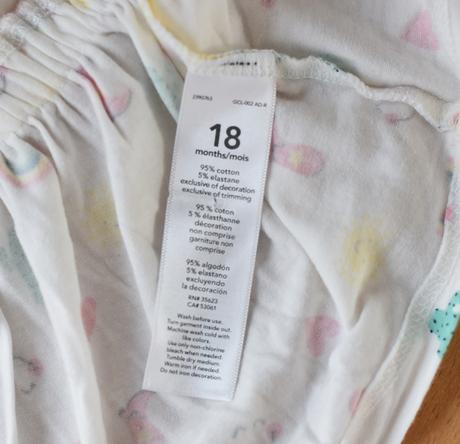 GCL-002 AD-R
18
months/mois
95% cotton
5% elastane
exclusive of decoration
exclusive of trimming
95 % coton
5 % élasthanne
décoration
non comprise
garniture non
comprise
95% algodón
5% elastano
excluyendo
la decoración
RN# 35623
CA# 53061
Wash before use.
Turn garment inside out.
Machine wash cold with
like colors.
Use only non-chlorine
bleach when needed.
Tumble dry medium.
Warm iron if needed.
Do not iron decoration.